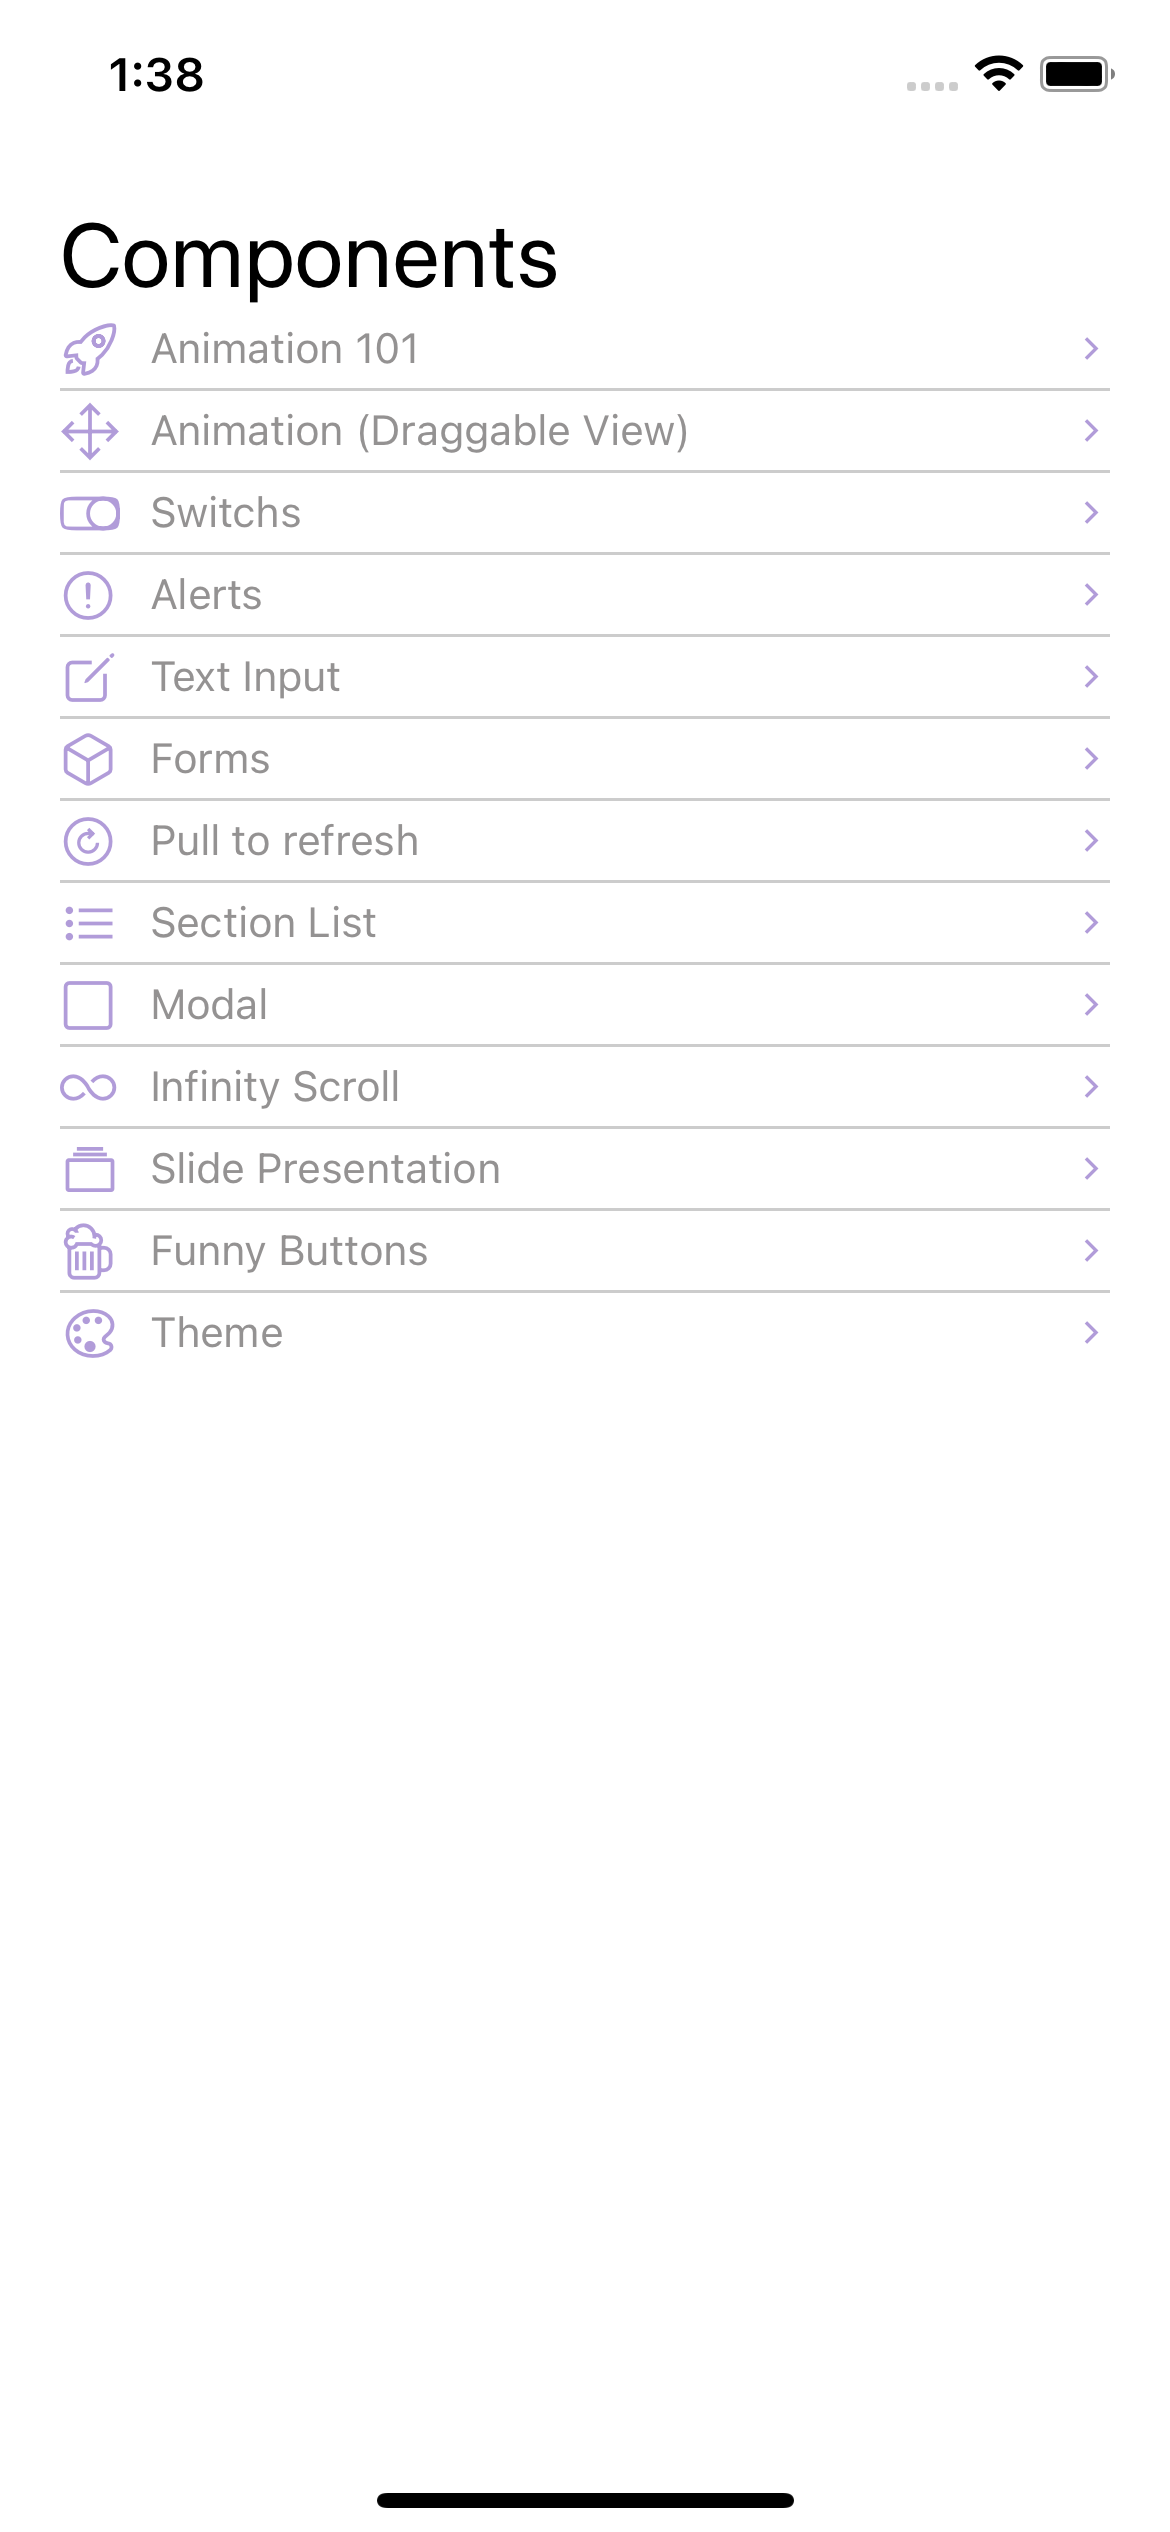 1:38
Components
Animation 101
Animation (Draggable View)
Switchs
Alerts
Text Input
Forms
Pull to refresh
Section List
Modal
Infinity Scroll
Slide Presentation
Funny Buttons
Theme